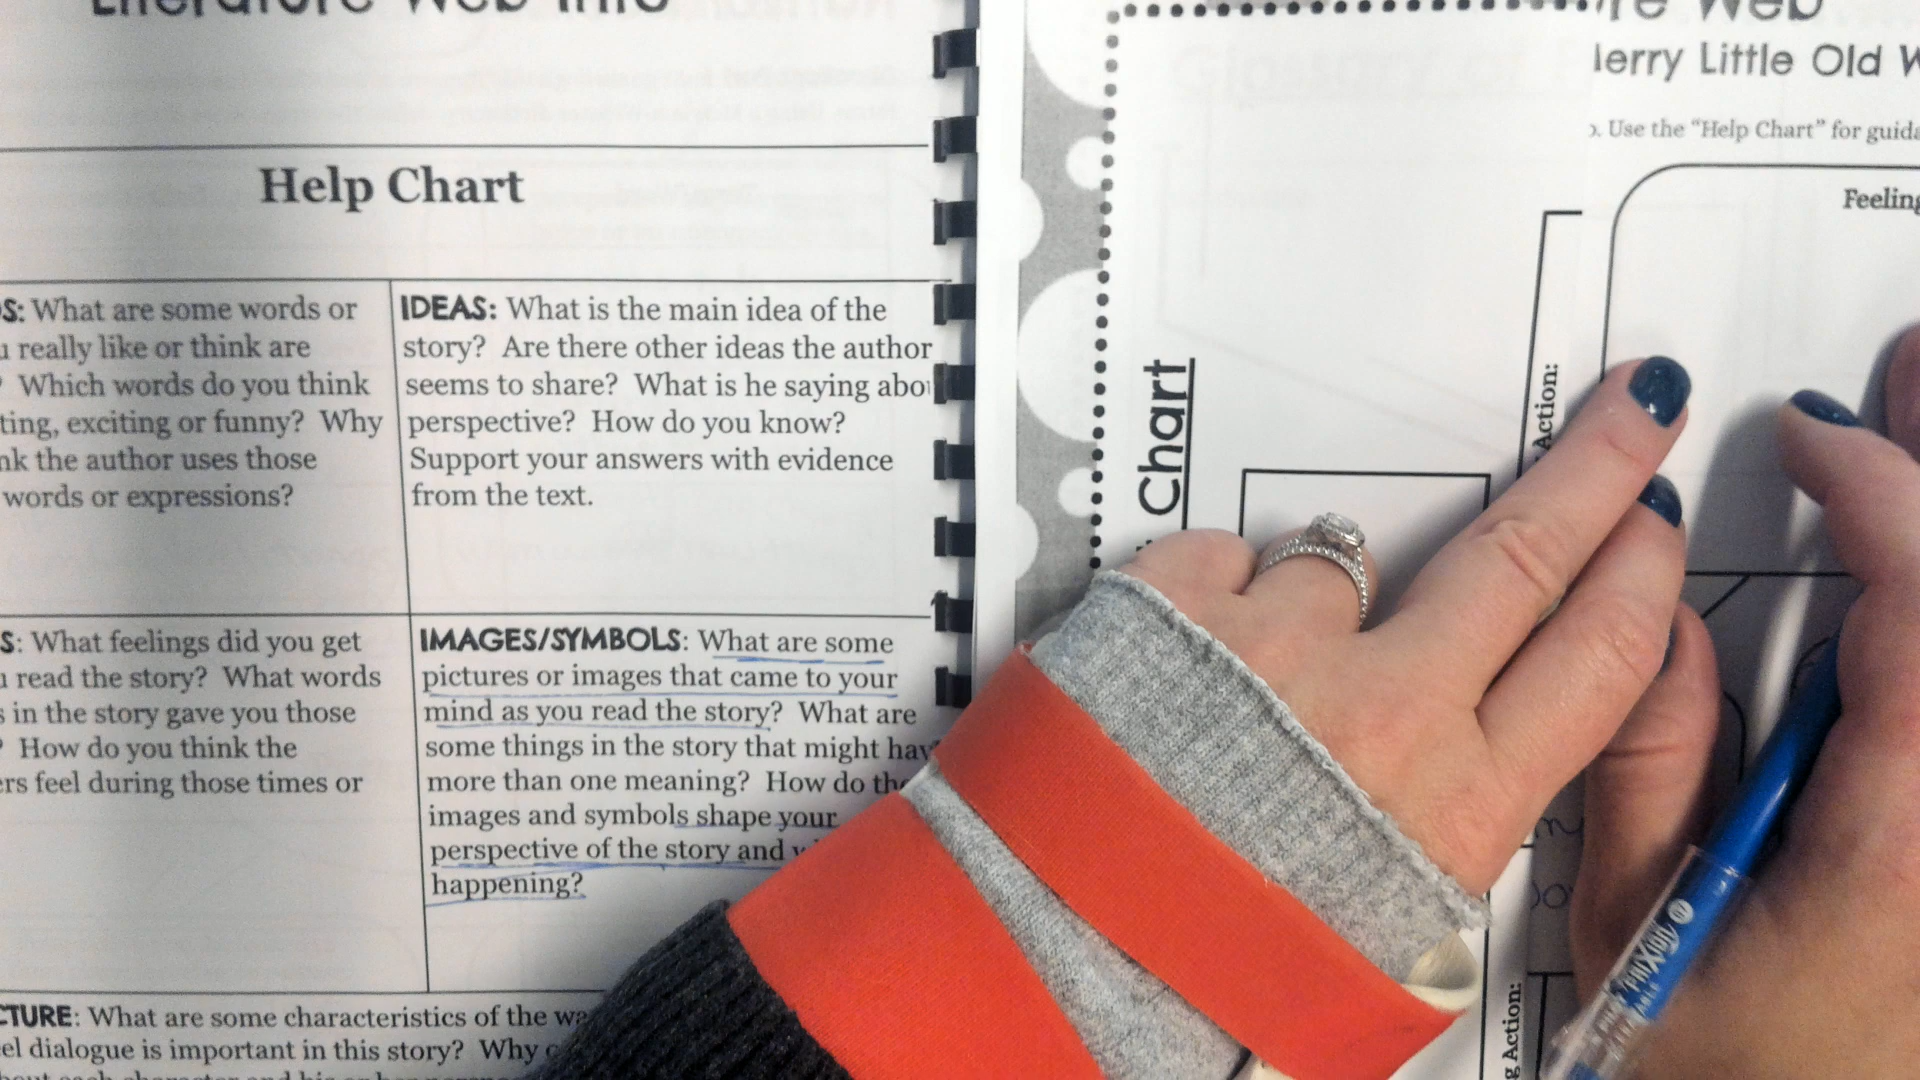 Literature Web Info
Help Chart
S: What are some words or
really like or think are
? Which words do you think
ting, exciting or funny? Why
nk the author uses those
words or expressions?
IDEAS: What is the main idea of the
story? Are there other ideas the author
seems to share? What is he saying abo
perspective? How do you know?
Support your answers with evidence
from the text.
S: What feelings did you get
u read the story? What words
s in the story gave you those
? How do you think the
ers feel during those times or
IMAGES/SYMBOLS: What are some
pictures or images that came to your
mind as you read the story? What are
some things in the story that might hav
more than one meaning? How do the
images and symbols shape your
perspective of the story and
happening?
CTURE: What are some characteristics of the wa
el dialogue is important in this story? Why
re Web
Merry Little Old W
o. Use the "Help Chart" for guida
Feeling
Chart
Action:
g Action: